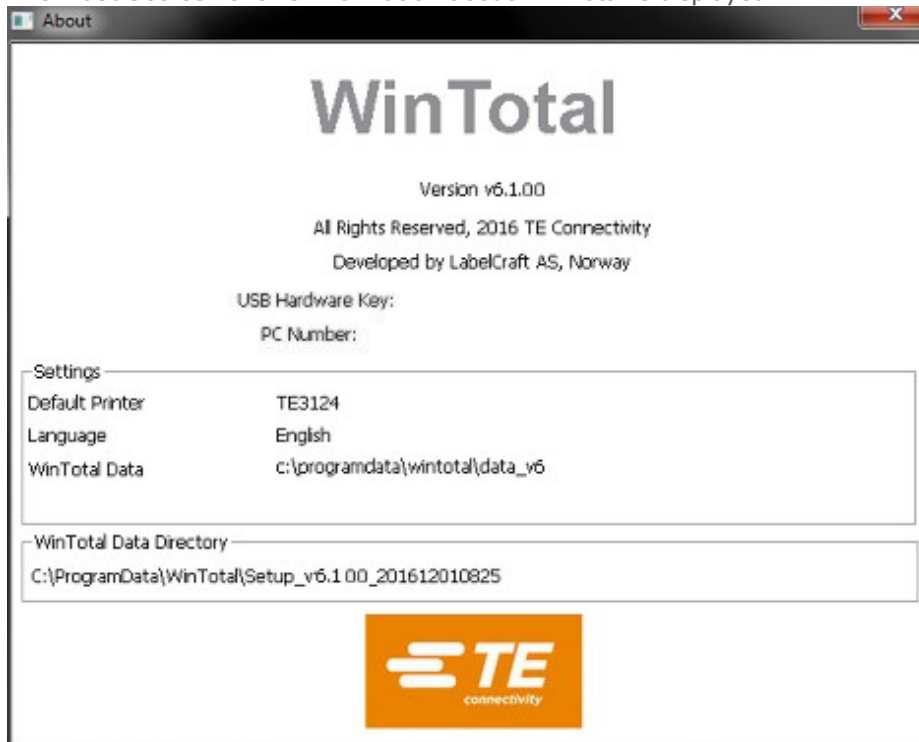 About
WinTotal
Version v6.1.00
All Rights Reserved, 2016 TE Connectivity
Developed by LabelCraft AS, Norway
USB Hardware Key:
PC Number:
Settings
Default Printer TE3124
Language English
WinTotal Data c:\programdata\wintotal\data_v6
WinTotal Data Directory
C:\ProgramData\WinTotal\Setup_v6.1 00_201612010825
TE
connectivity